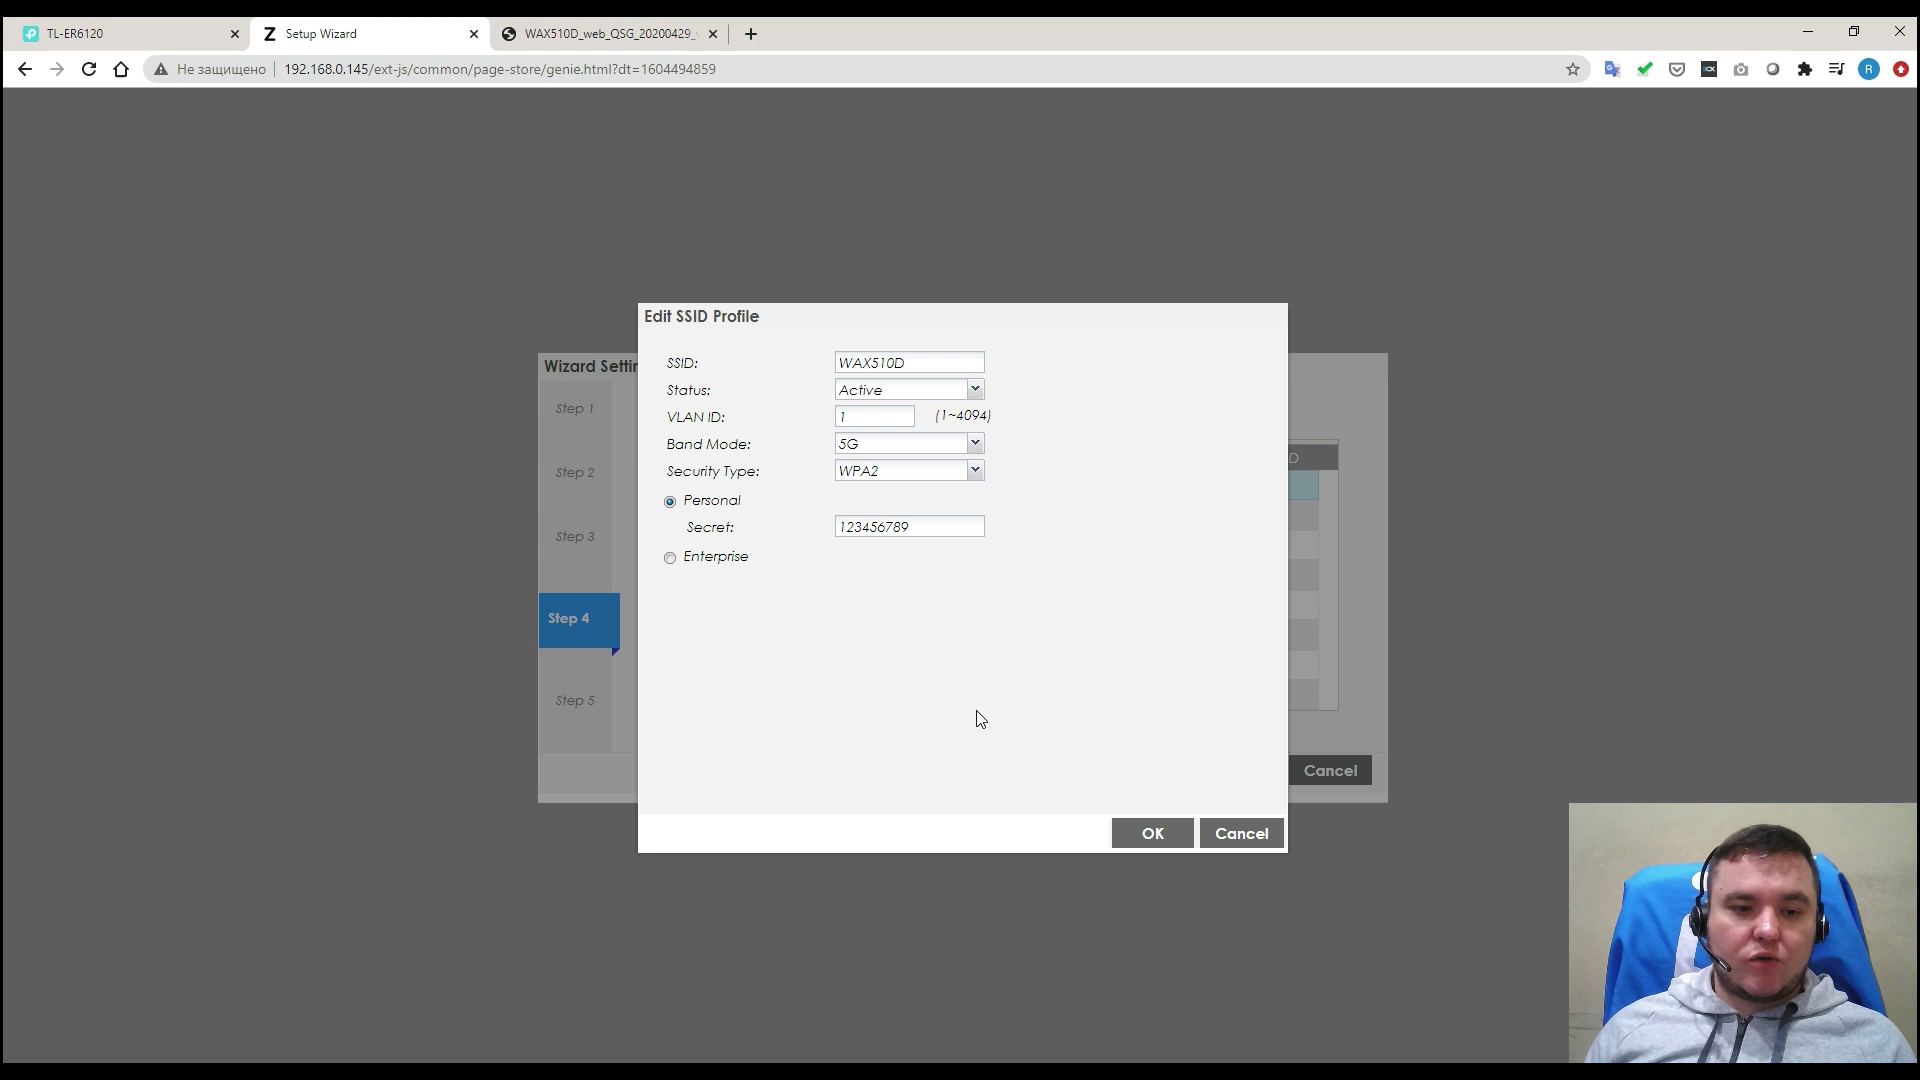 TL-ER6120
Z Setup Wizard
WAX510D_web_QSG_20200429_
Не защищено
192.168.0.145/ext-js/common/page-store/genie.html?dt=1604494859
R
Edit SSID Profile
SSID: WAX510D
Status: Active
VLAN ID: 1 (1~4094)
Band Mode: 5G
Security Type: WPA2
Personal
Secret: 123456789
Enterprise
OK
Cancel
Wizard Settin
Step 1
Step 2
Step 3
Step 4
Step 5
D
Cancel